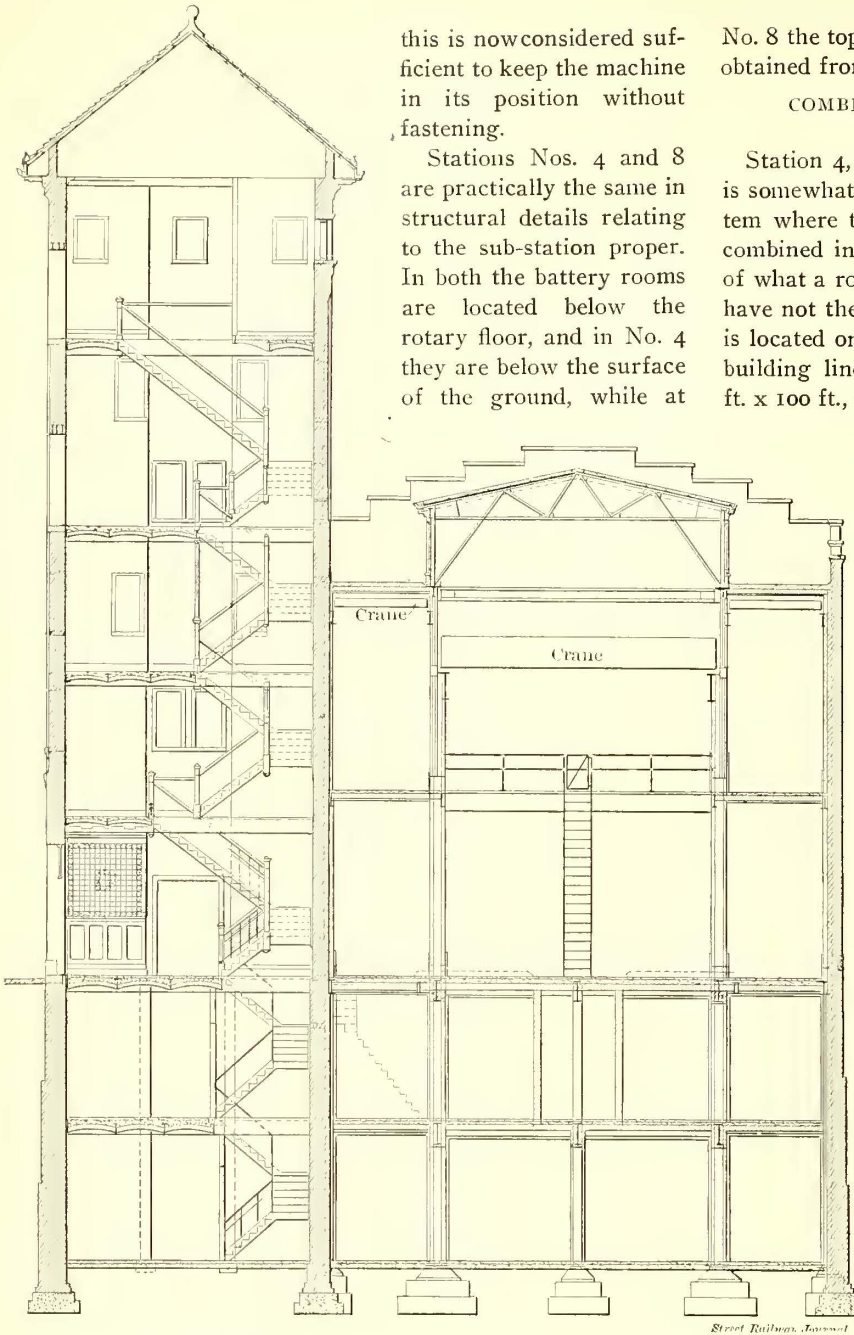 this is nowconsidered suf-
ficient to keep the machine
in its position without
fastening.
Stations Nos. 4 and 8
are practically the same in
structural details relating
to the sub-station proper.
In both the battery rooms
are located below the
rotary floor, and in No. 4
they are below the surface
of the ground, while at
No. 8 the top
obtained from
COMBI
Station 4,
is somewhat
tem where t
combined in
of what a ro
have not the
is located on
building line
ft. x 100 ft.,
Crane
Crane
Street Railway Journal